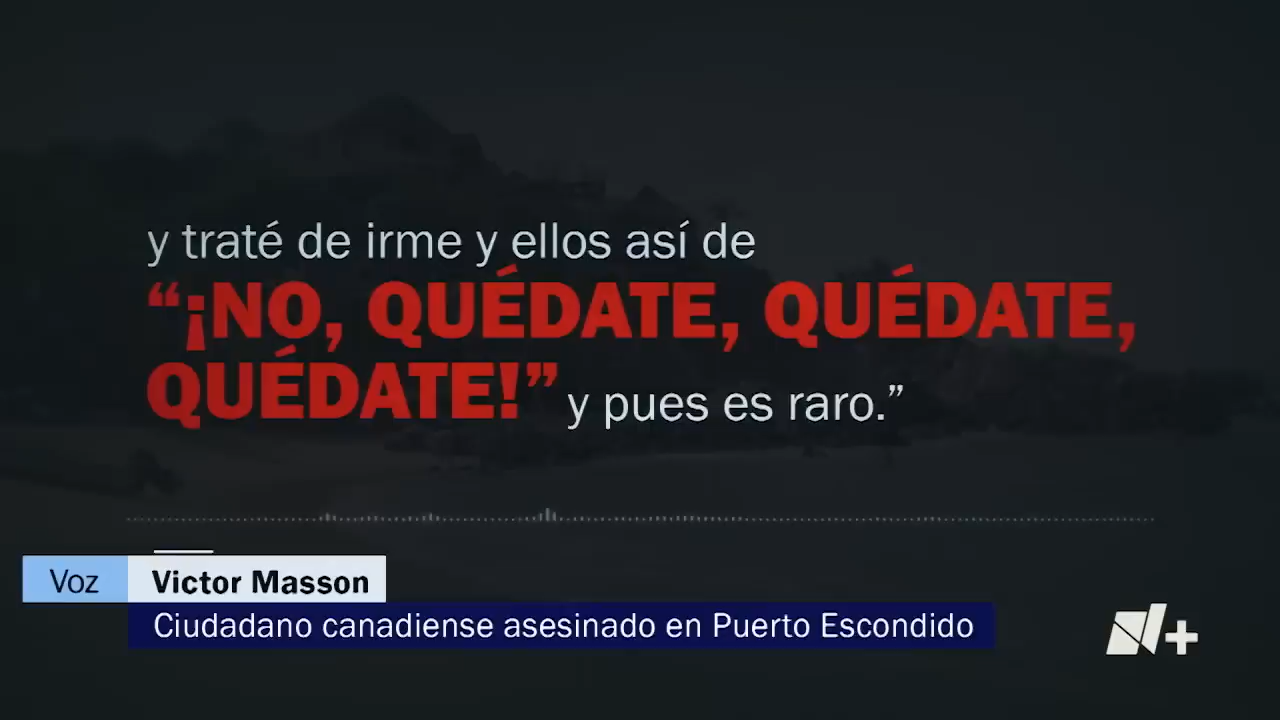 y traté de irme y ellos así de
“¡NO, QUÉDATE, QUÉDATE,
QUÉDATE!” y pues es raro.”
Voz
Victor Masson
Ciudadano canadiense asesinado en Puerto Escondido
N+